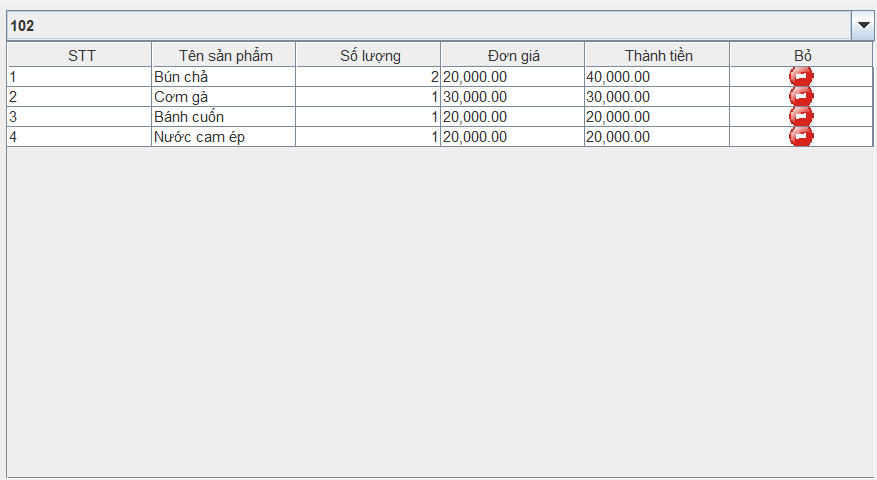 102
STT Tên sản phẩm Số lượng Đơn giá Thành tiền Bỏ
1 Bún chả 2 20,000.00 40,000.00
2 Cơm gà 1 30,000.00 30,000.00
3 Bánh cuốn 1 20,000.00 20,000.00
4 Nước cam ép 1 20,000.00 20,000.00